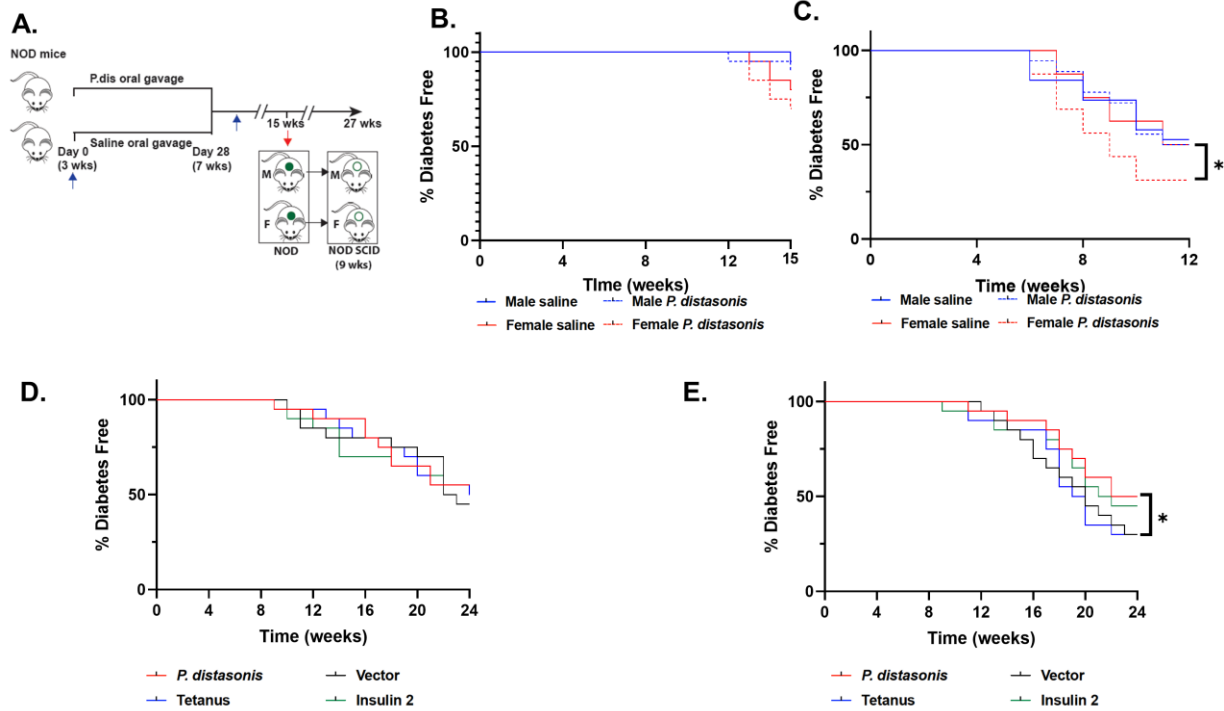 A.
NOD mice
P.dis oral gavage
Saline oral gavage
Day 0
(3 wks)
Day 28
(7 wks)
15 wks
27 wks
M
F
NOD
NOD SCID
(9 wks)
B.
% Diabetes Free
100
50
0
0
4
8
12
15
TIme (weeks)
Male saline
Male P. distasonis
Female saline
Female P. distasonis
C.
% Diabetes Free
100
50
0
0
4
8
12
*
Time (weeks)
Male saline
Male P. distasonis
Female saline
Female P. distasonis
D.
% Diabetes Free
100
50
0
0
4
8
12
16
20
24
Time (weeks)
P. distasonis
Vector
Tetanus
Insulin 2
E.
% Diabetes Free
100
50
0
0
4
8
12
16
20
24
*
Time (weeks)
P. distasonis
Vector
Tetanus
Insulin 2